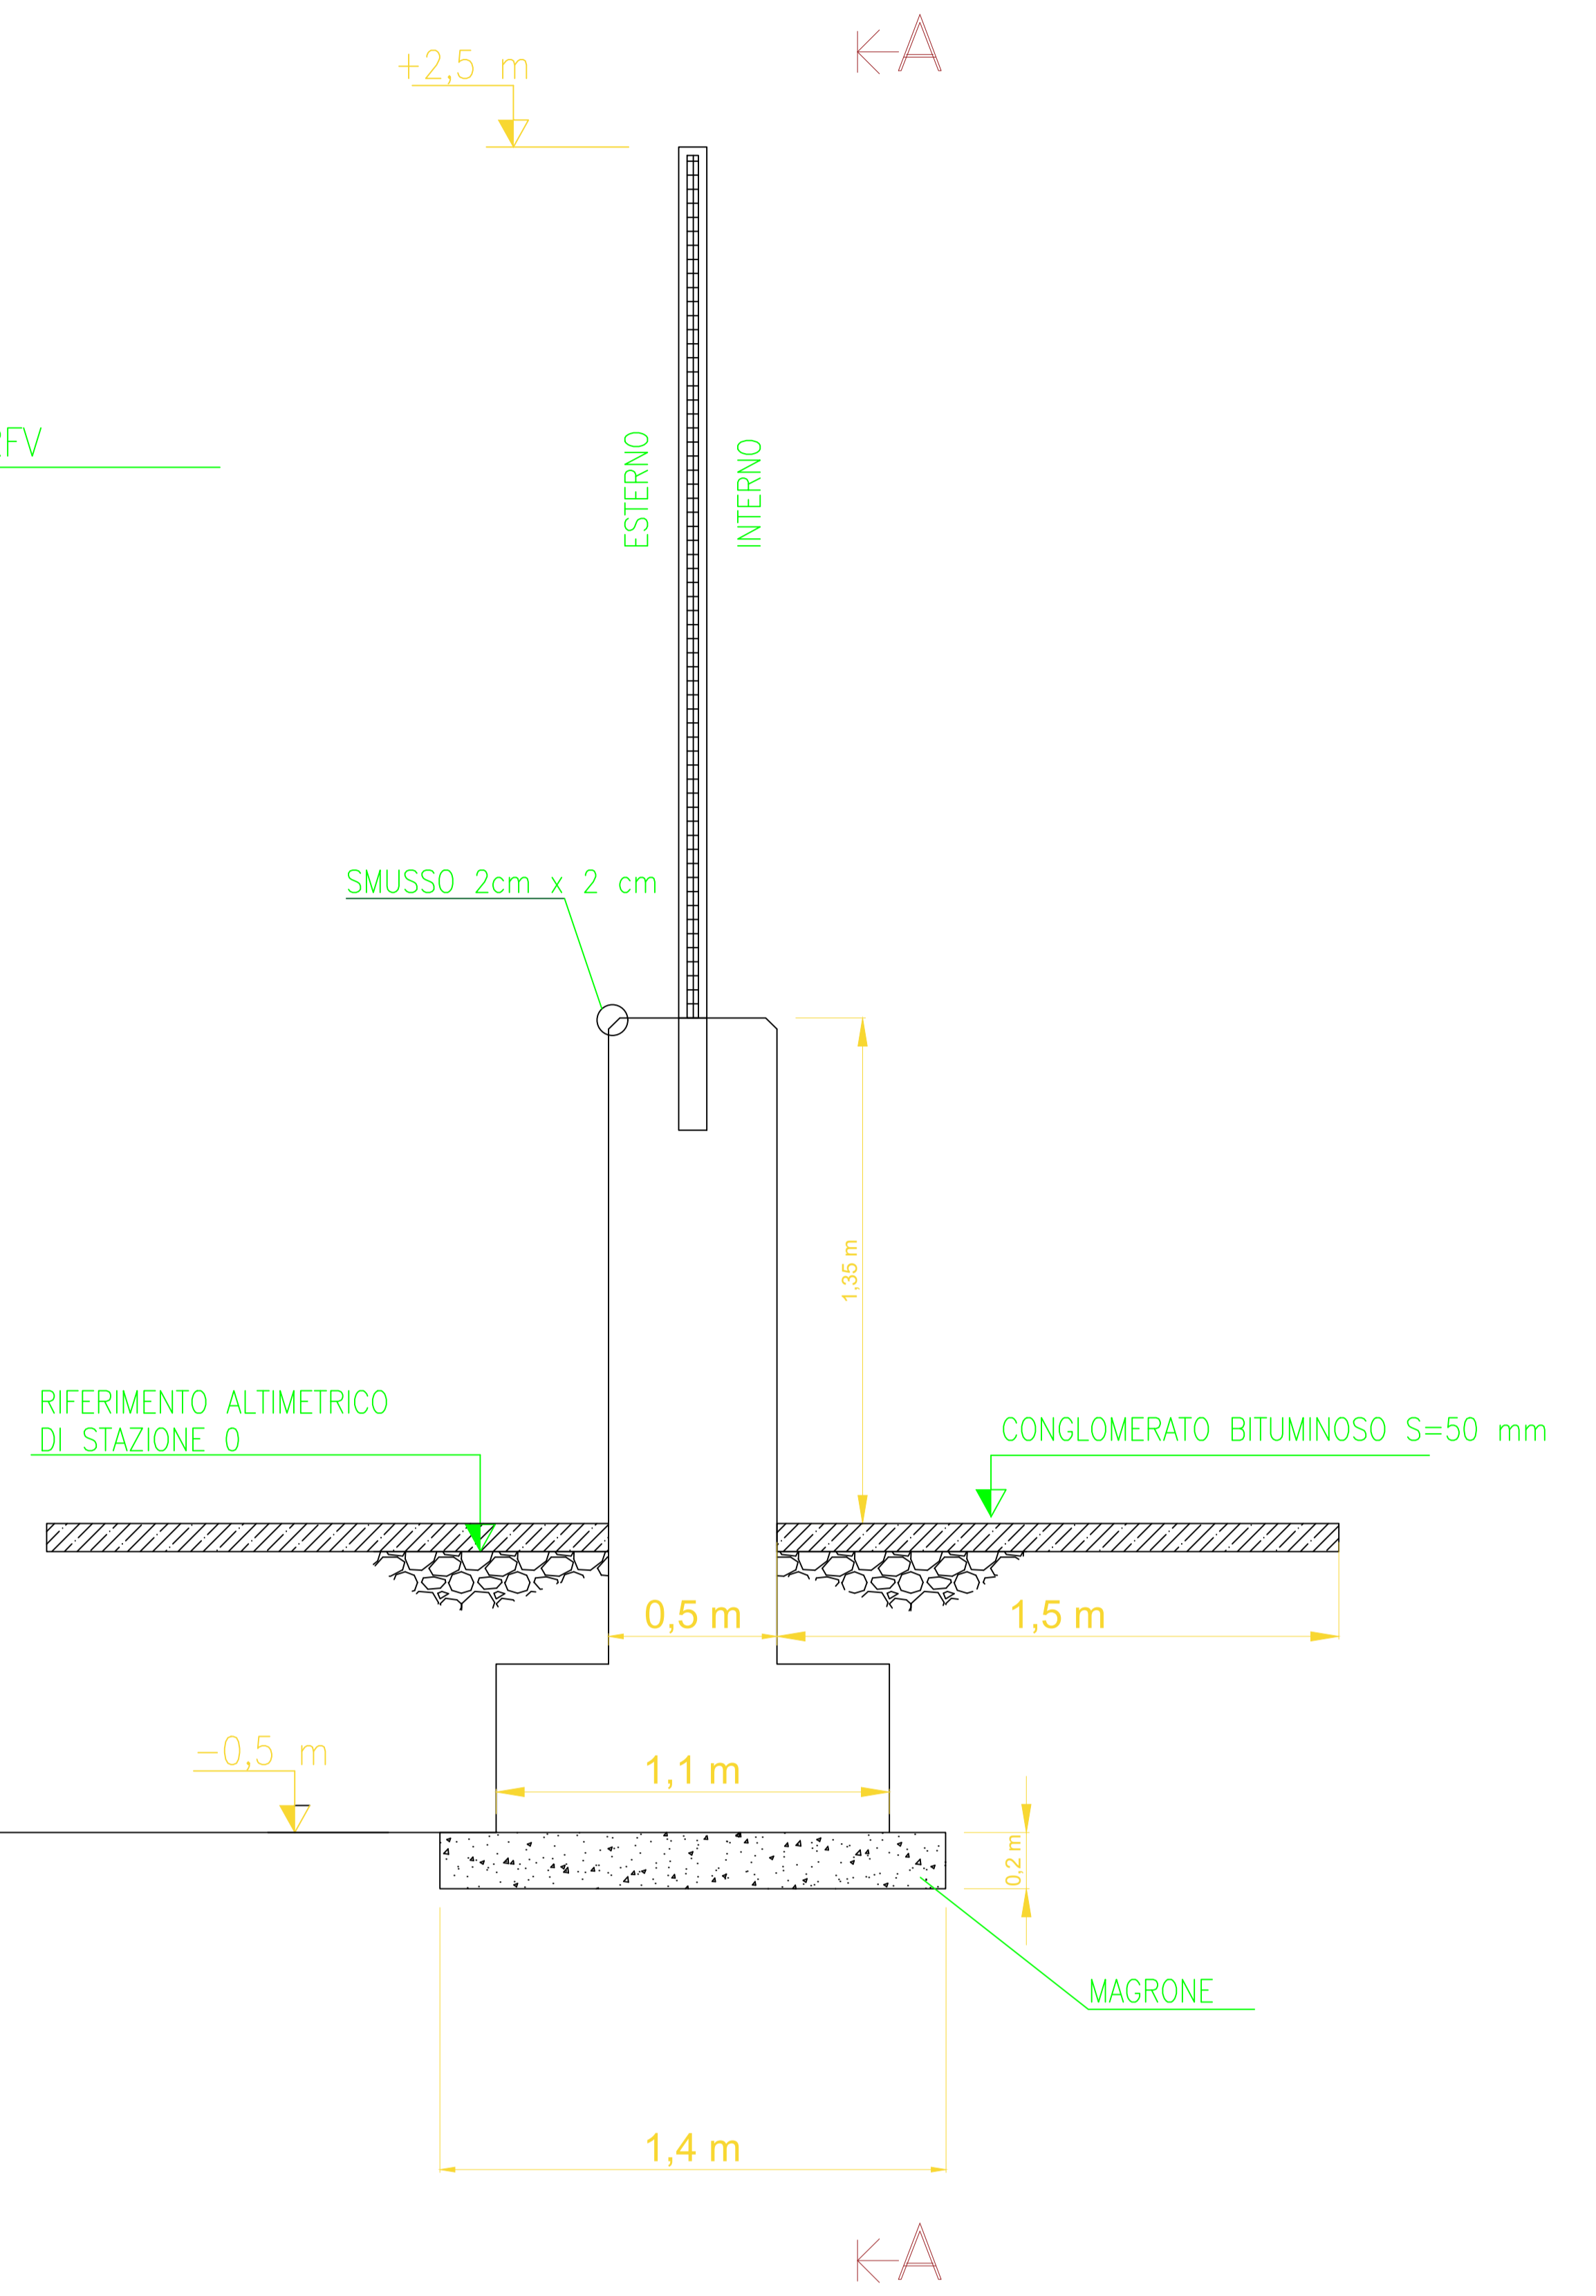 A
+2,5 m
FV
ESTERNO
INTERNO
SMUSSO 2cm x 2 cm
1,35 m
RIFERIMENTO ALTIMETRICO
DI STAZIONE 0
CONGLOMERATO BITUMINOSO S=50 mm
0,5 m
1,5 m
-0,5 m
1,1 m
0,2 m
MAGRONE
1,4 m
A